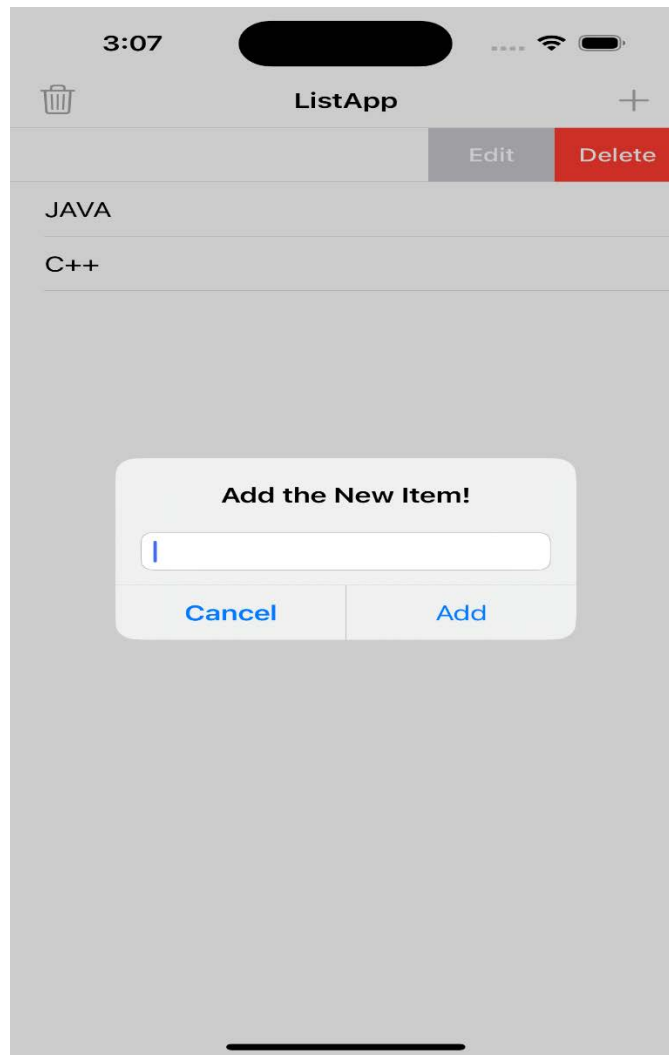 3:07
ListApp
Edit Delete
JAVA
C++
Add the New Item!
Cancel Add